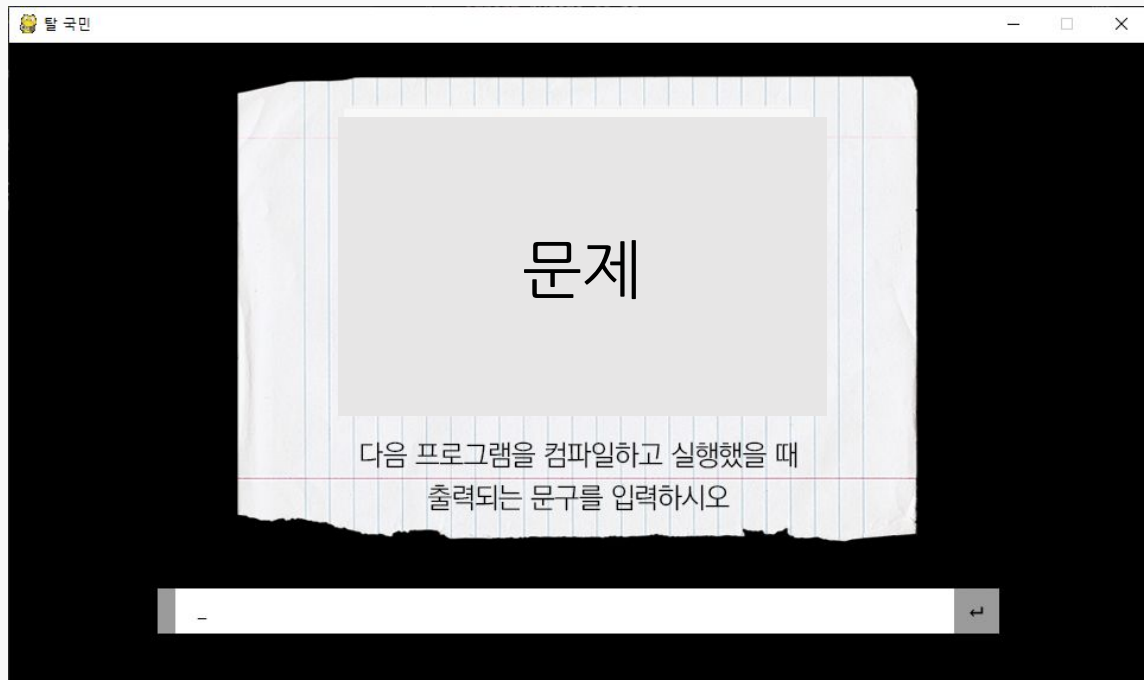 탈 국민
문제
다음 프로그램을 컴파일하고 실행했을 때
출력되는 문구를 입력하시오
_